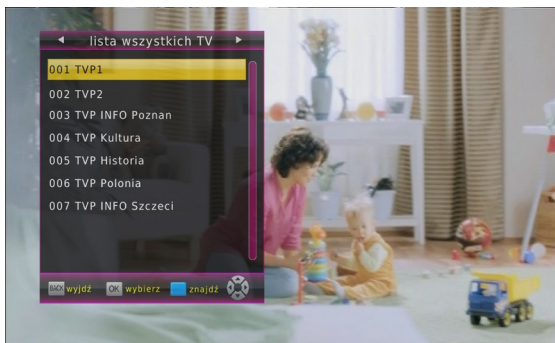 lista wszystkich TV
001 TVP1
002 TVP2
003 TVP INFO Poznan
004 TVP Kultura
005 TVP Historia
006 TVP Polonia
007 TVP INFO Szczeci
BACK wyjdź OK wybierz znajdź